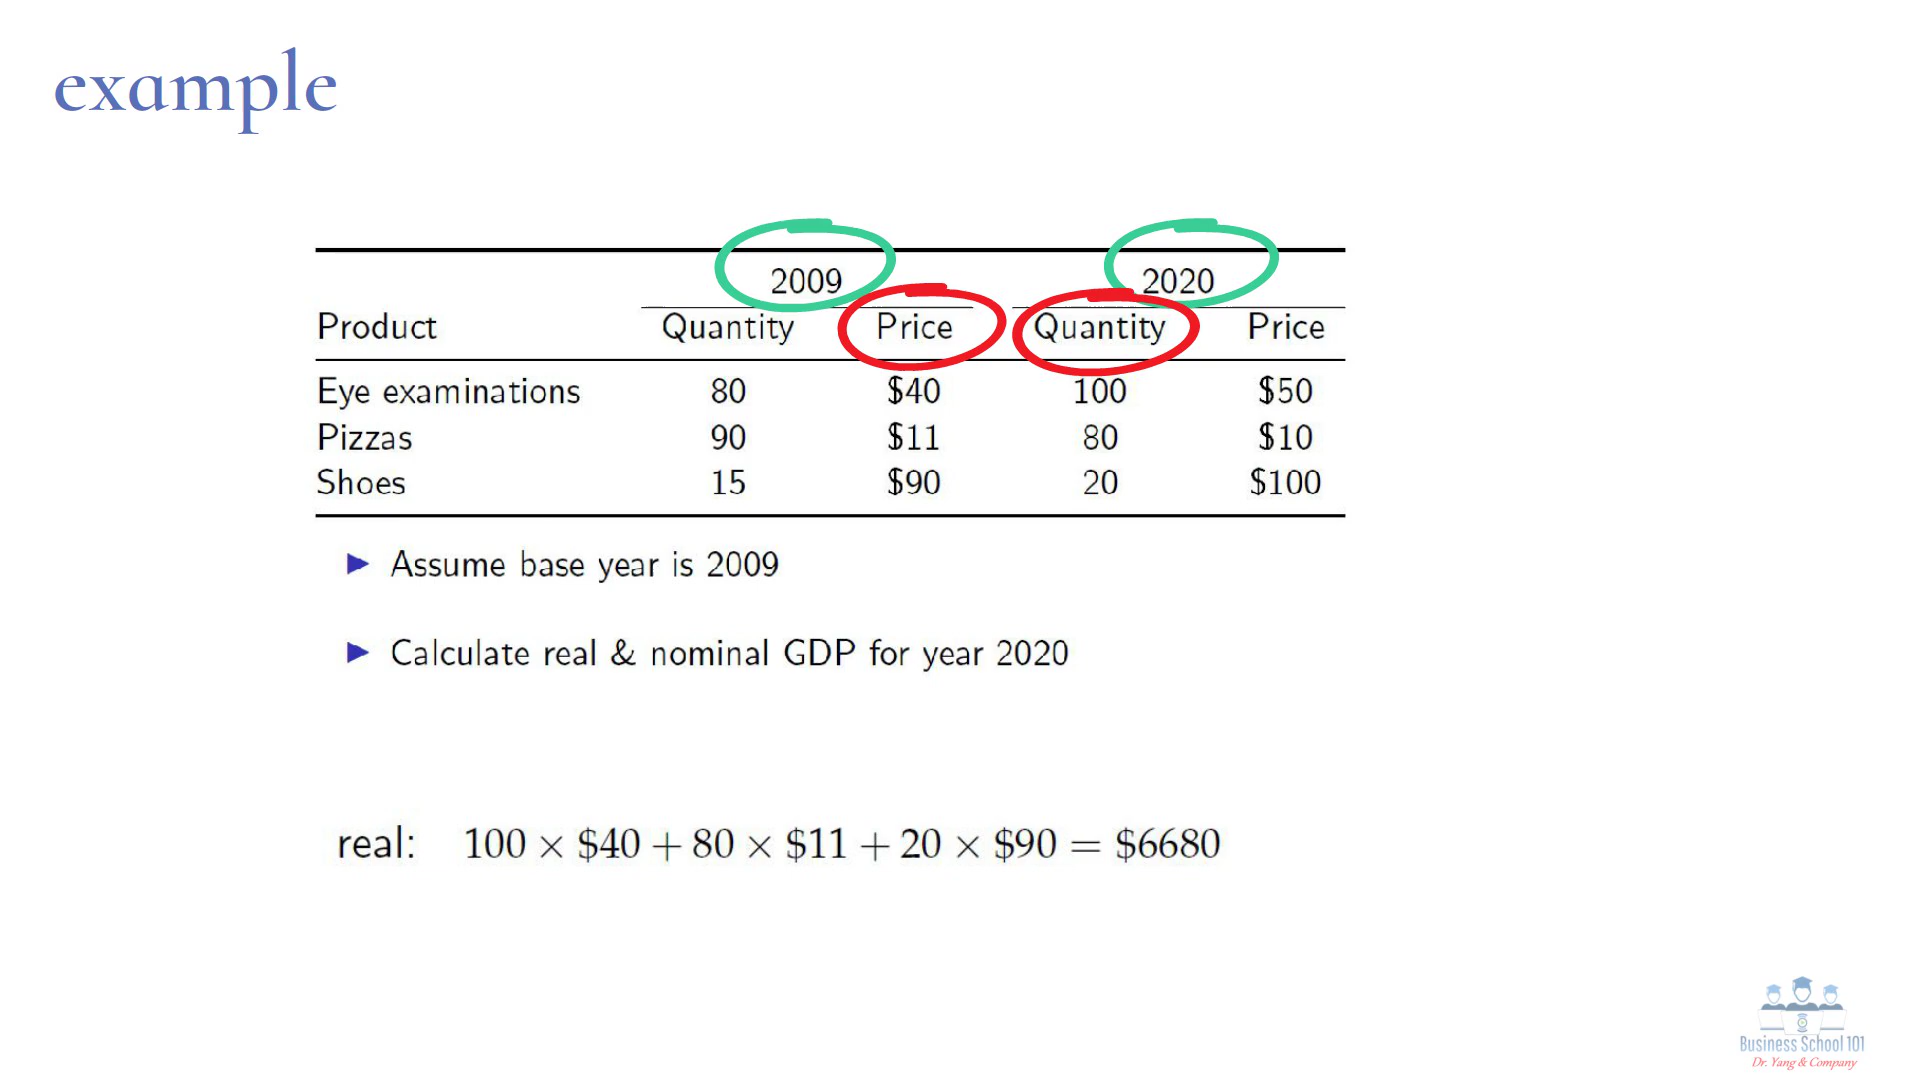 example
2009 2020
Product Quantity Price Quantity Price
Eye examinations 80 $40 100 $50
Pizzas 90 $11 80 $10
Shoes 15 $90 20 $100
Assume base year is 2009
Calculate real & nominal GDP for year 2020
real: 100 × $40 + 80 × $11 + 20 × $90 = $6680
Business School 101
Dr. Yang & Company